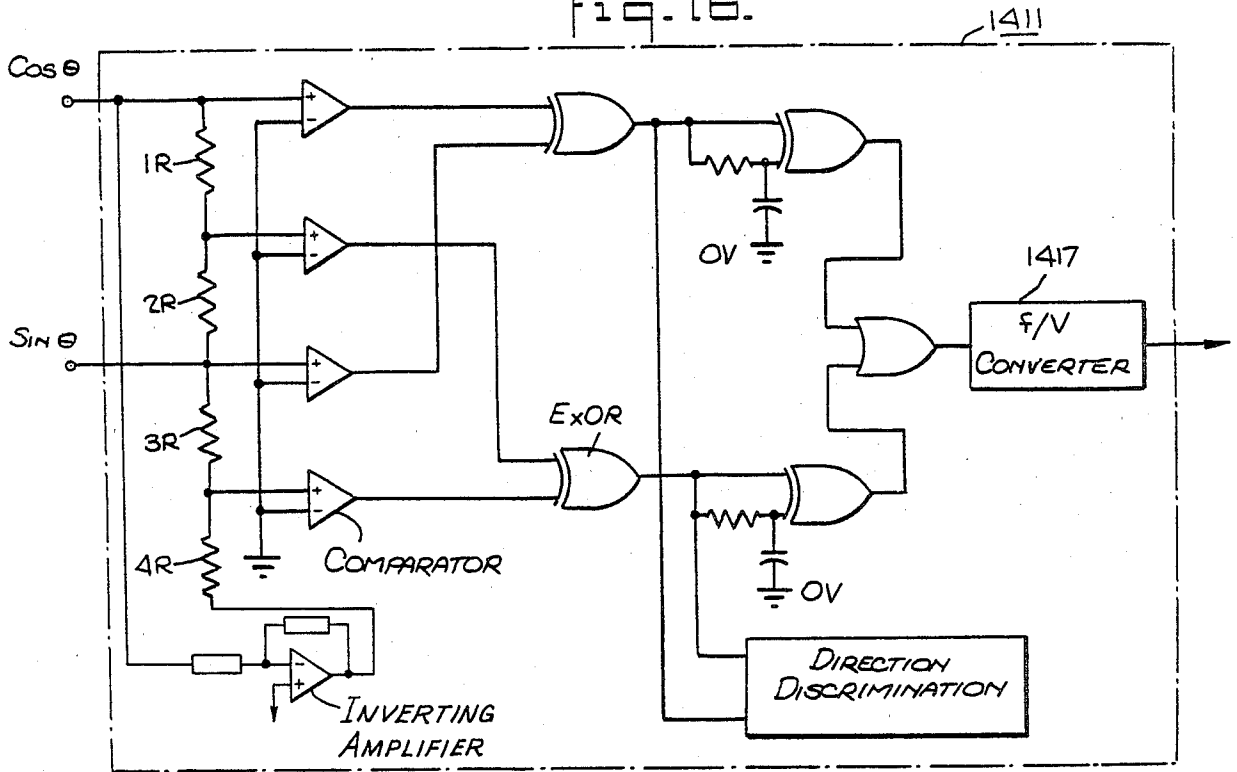 Fig. 16.
1411
Cos θ
+
-
1R
+
-
OV
1417
2R
f/V
CONVERTER
SIN θ
+
-
ExOR
3R
+
-
COMPARATOR
4R
OV
-
+
INVERTING
AMPLIFIER
DIRECTION
DISCRIMINATION